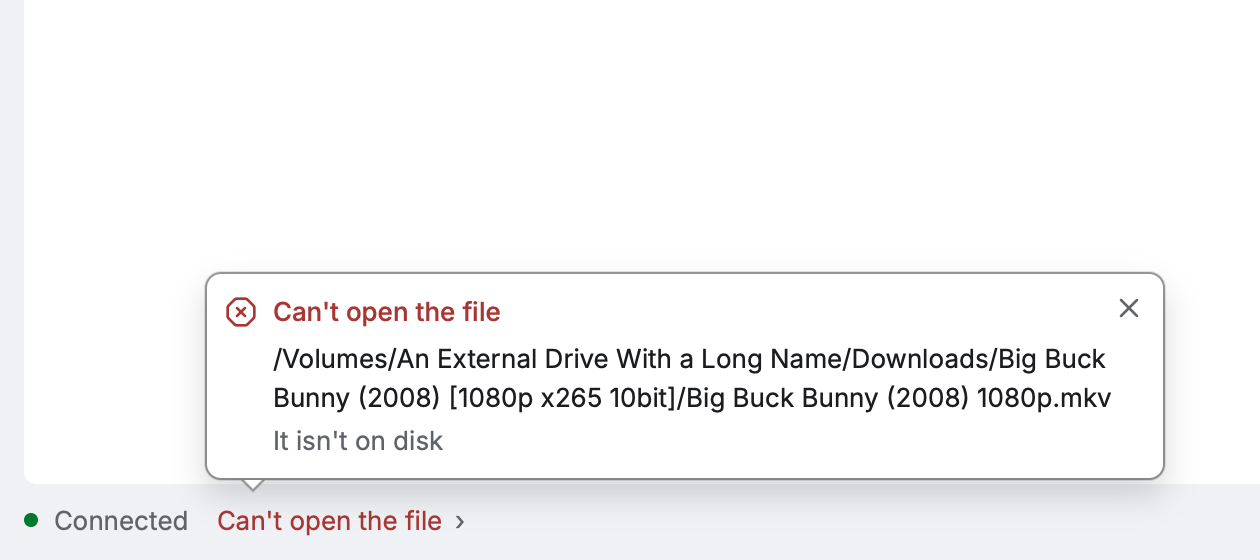 Can't open the file
/Volumes/An External Drive With a Long Name/Downloads/Big Buck
Bunny (2008) [1080p x265 10bit]/Big Buck Bunny (2008) 1080p.mkv
It isn't on disk
Connected Can't open the file ›